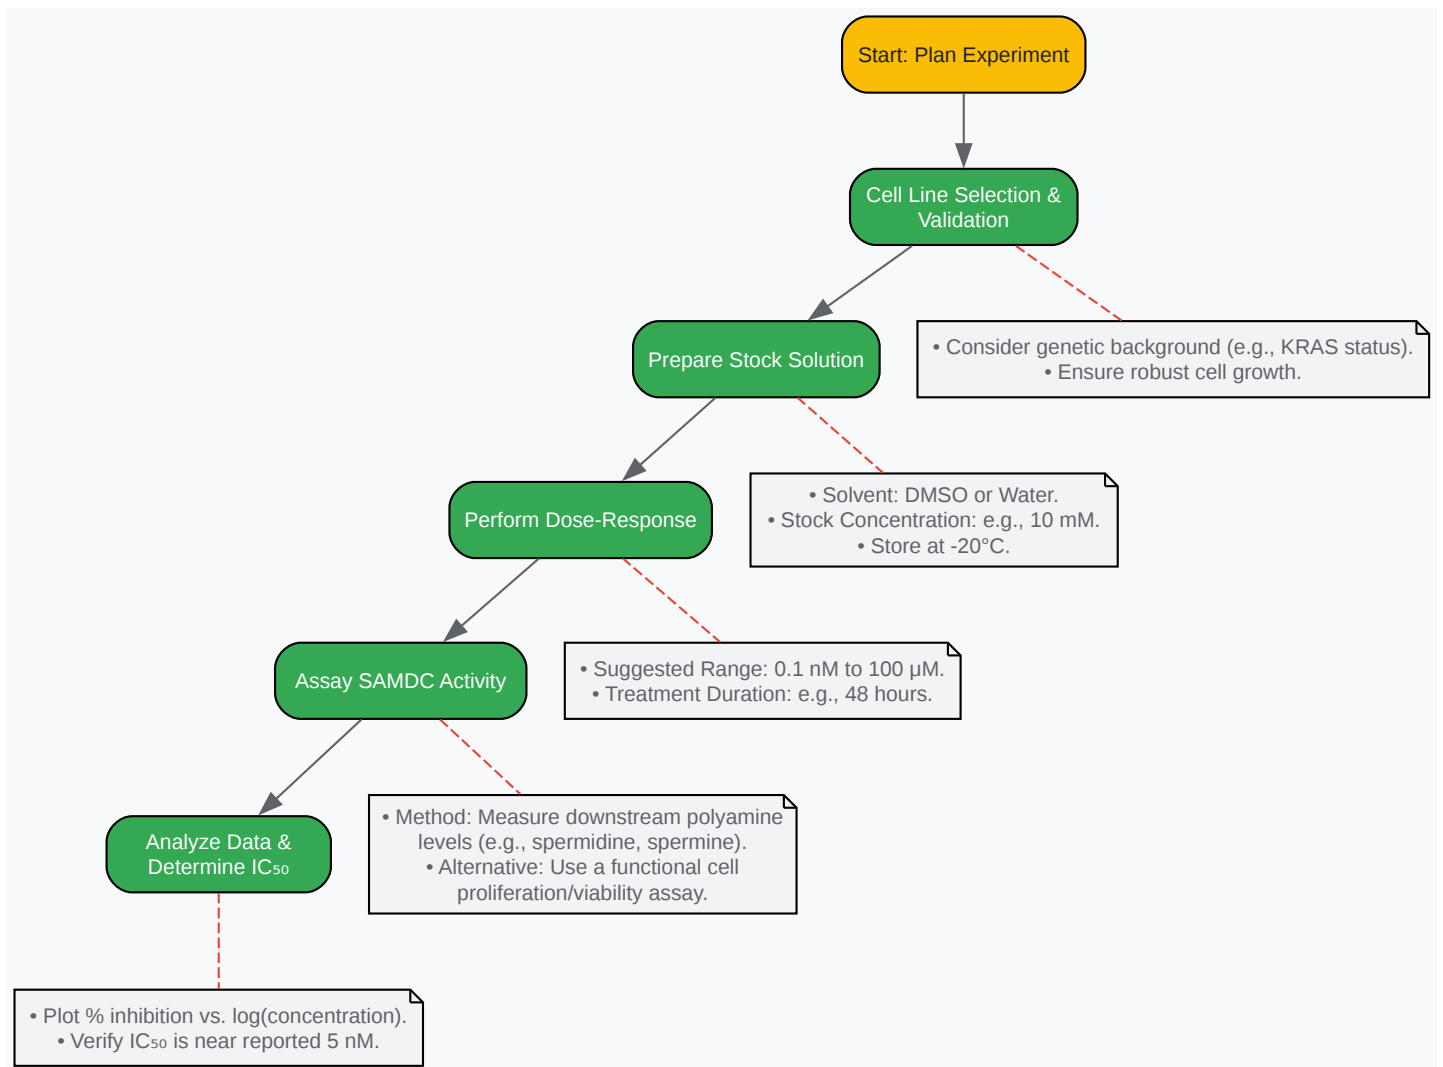 Start: Plan Experiment
Cell Line Selection &
Validation
Prepare Stock Solution
• Consider genetic background (e.g., KRAS status).
• Ensure robust cell growth.
Perform Dose-Response
• Solvent: DMSO or Water.
• Stock Concentration: e.g., 10 mM.
• Store at -20°C.
Assay SAMDC Activity
• Suggested Range: 0.1 nM to 100 μM.
• Treatment Duration: e.g., 48 hours.
Analyze Data &
Determine IC₅₀
• Method: Measure downstream polyamine
levels (e.g., spermidine, spermine).
• Alternative: Use a functional cell
proliferation/viability assay.
• Plot % inhibition vs. log(concentration).
• Verify IC₅₀ is near reported 5 nM.